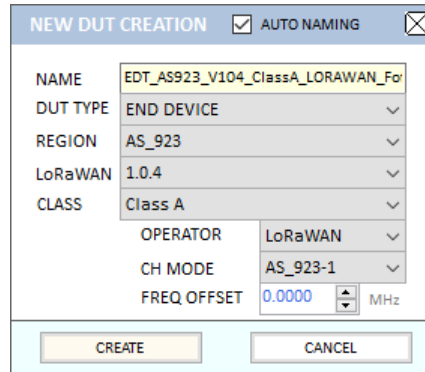 NEW DUT CREATION AUTO NAMING
NAME EDT_AS923_V104_ClassA_LORAWAN_For
DUT TYPE END DEVICE
REGION AS_923
LoRaWAN 1.0.4
CLASS Class A
OPERATOR LoRaWAN
CH MODE AS_923-1
FREQ OFFSET 0.0000 MHz
CREATE CANCEL